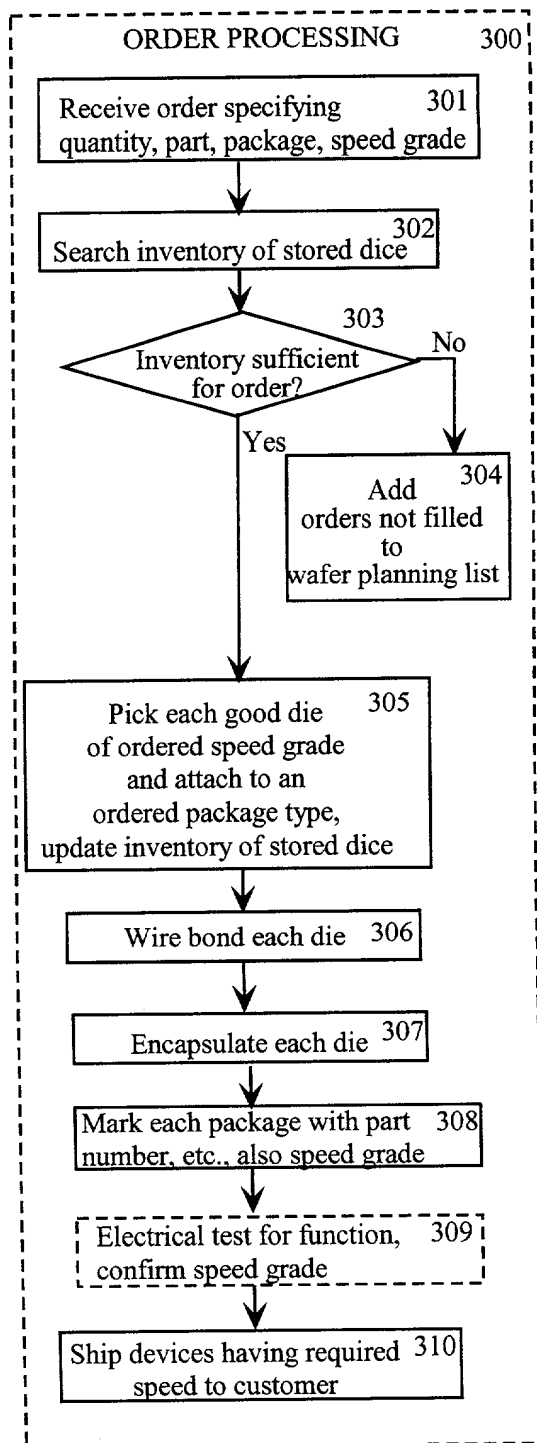 ORDER PROCESSING 300
Receive order specifying 301
quantity, part, package, speed grade
Search inventory of stored dice 302
303
Inventory sufficient
for order?
No
Yes
304
Add
orders not filled
to
wafer planning list
Pick each good die 305
of ordered speed grade
and attach to an
ordered package type,
update inventory of stored dice
Wire bond each die 306
Encapsulate each die 307
Mark each package with part 308
number, etc., also speed grade
Electrical test for function, 309
confirm speed grade
Ship devices having required 310
speed to customer